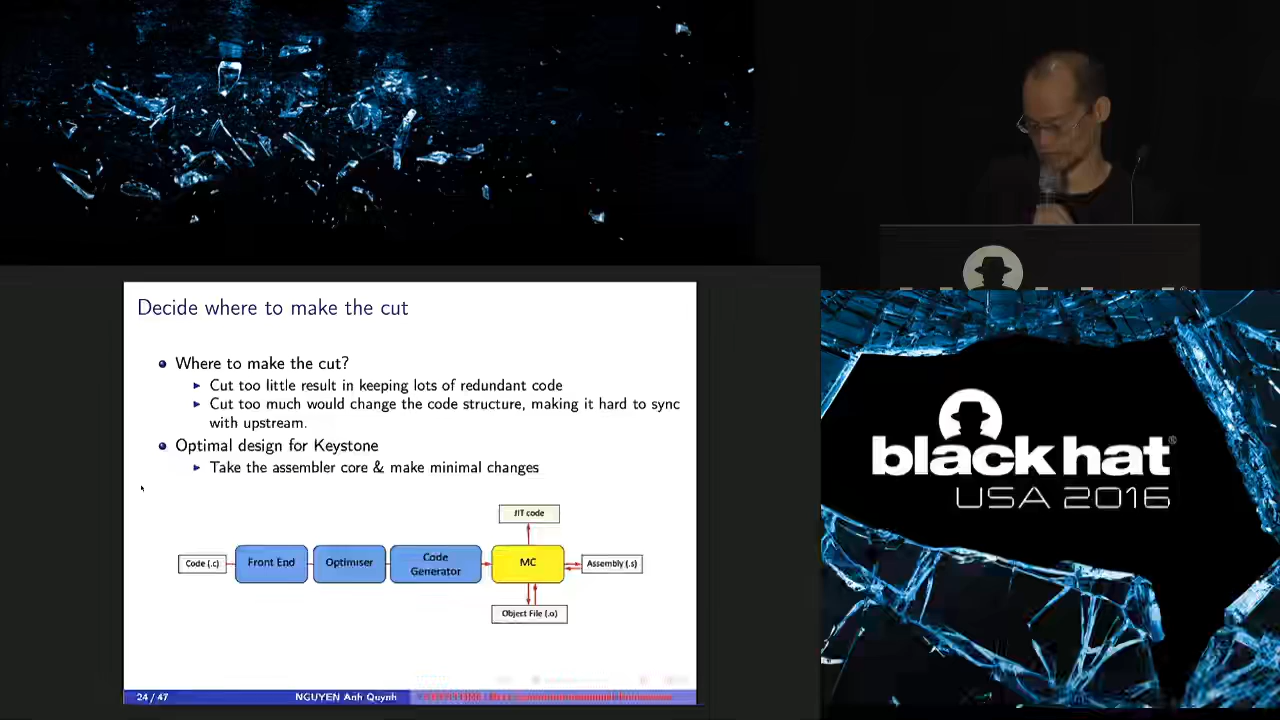 Decide where to make the cut
Where to make the cut?
Cut too little result in keeping lots of redundant code
Cut too much would change the code structure, making it hard to sync
with upstream.
Optimal design for Keystone
Take the assembler core & make minimal changes
JIT code
Code (.c)
Front End
Optimiser
Code
Generator
MC
Assembly (.s)
Object File (.o)
24 / 47
NGUYEN Anh Quynh
black hat®
USA 2016